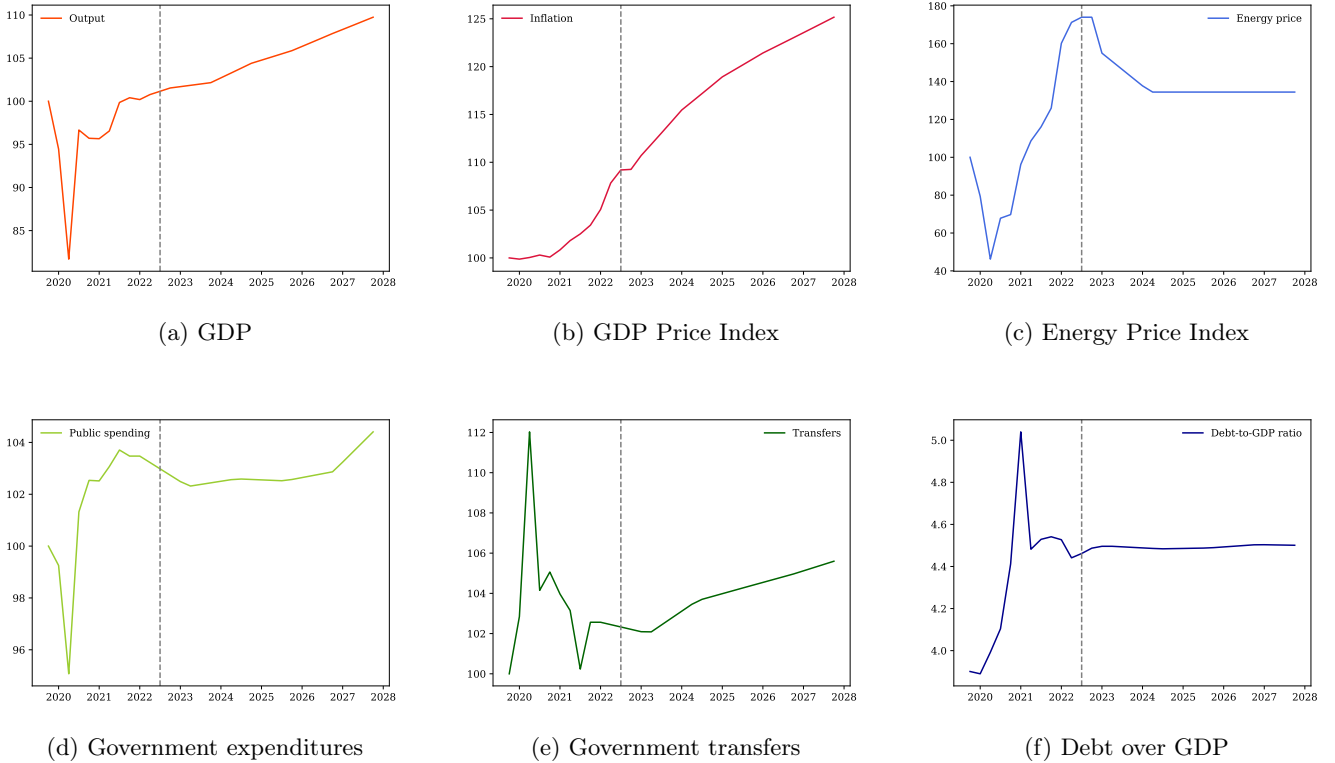 Output
110
105
100
95
90
85
2020 2021 2022 2023 2024 2025 2026 2027 2028
(a) GDP
Inflation
125
120
115
110
105
100
2020 2021 2022 2023 2024 2025 2026 2027 2028
(b) GDP Price Index
Energy price
180
160
140
120
100
80
60
40
2020 2021 2022 2023 2024 2025 2026 2027 2028
(c) Energy Price Index
Public spending
104
102
100
98
96
2020 2021 2022 2023 2024 2025 2026 2027 2028
(d) Government expenditures
Transfers
112
110
108
106
104
102
100
2020 2021 2022 2023 2024 2025 2026 2027 2028
(e) Government transfers
Debt-to-GDP ratio
5.0
4.8
4.6
4.4
4.2
4.0
2020 2021 2022 2023 2024 2025 2026 2027 2028
(f) Debt over GDP